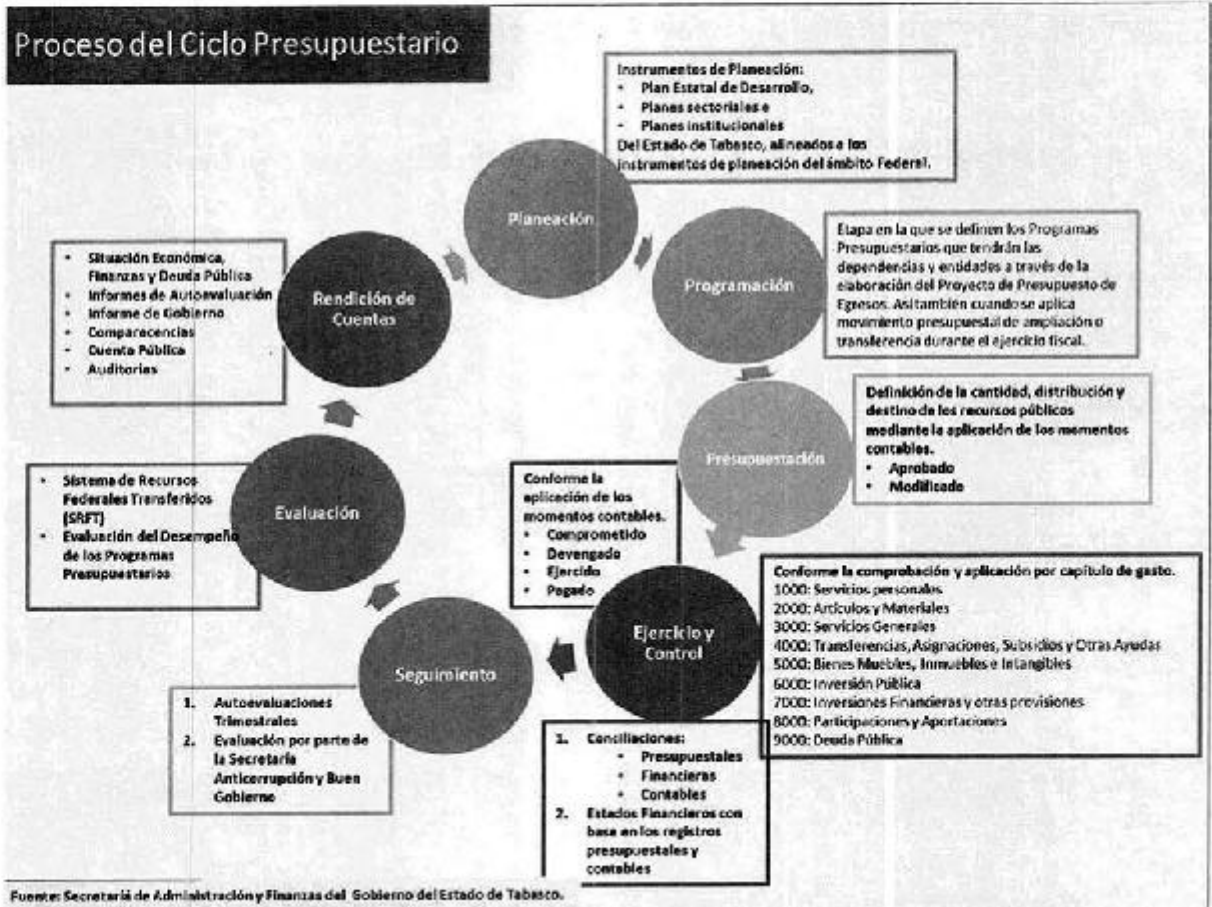 Proceso del Ciclo Presupuestario
Instrumentos de Planeación:
- Plan Estatal de Desarrollo,
- Planes sectoriales e
- Planes institucionales
Del Estado de Tabasco, alineados a los
instrumentos de planeación del ámbito Federal.
Planeación
Etapa en la que se definen los Programas
Presupuestarios que tendrán las
dependencias y entidades a través de la
elaboración del Proyecto de Presupuesto de
Egresos. Asi también cuando se aplica
movimiento presupuestal de ampliación o
transferencia durante el ejercicio fiscal.
Programación
Definición de la cantidad, distribución y
destino de los recursos públicos
mediante la aplicación de los momentos
contables.
• Aprobado
• Modificado
Presupuestación
Conforme la
aplicación de los
momentos contables.
• Comprometido
• Devengado
• Ejercido
• Pagado
Conforme la comprobación y aplicación por capítulo de gasto.
1000: Servicios personales
2000: Artículos y Materiales
3000: Servicios Generales
4000: Transferencias, Asignaciones, Subsidios y Otras Ayudas
5000: Bienes Muebles, Inmuebles e Intangibles
6000: Inversión Pública
7000: Inversiones Financieras y otras provisiones
8000: Participaciones y Aportaciones
9000: Deuda Pública
Ejercicio y
Control
1. Conciliaciones:
• Presupuestales
• Financieras
• Contables
2. Estados Financieros con
base en los registros
presupuestales y
contables
Seguimiento
1. Autoevaluaciones
Trimestrales
2. Evaluación por parte de
la Secretaría
Anticorrupción y Buen
Gobierno
Evaluación
• Sistema de Recursos
Federales Transferidos
(SRFT)
• Evaluación del Desempeño
de los Programas
Presupuestarios
Rendición de
Cuentas
• Situación Económica,
Finanzas y Deuda Pública
• Informes de Autoevaluación
• Informe de Gobierno
• Comparecencias
• Cuenta Pública
• Auditorias
Fuente: Secretaría de Administración y Finanzas del Gobierno del Estado de Tabasco.